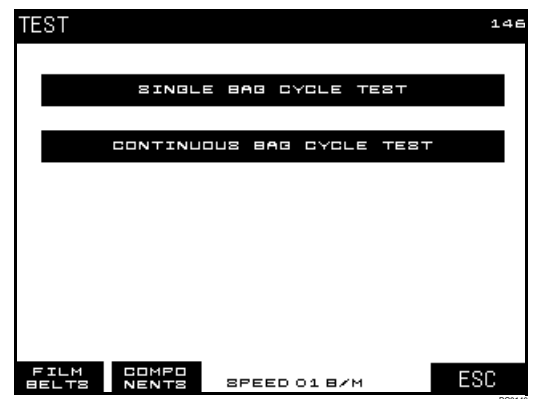 TEST 146
SINGLE BAG CYCLE TEST
CONTINUOUS BAG CYCLE TEST
FILM BELTS
COMPO NENTS
SPEED 01 B/M
ESC